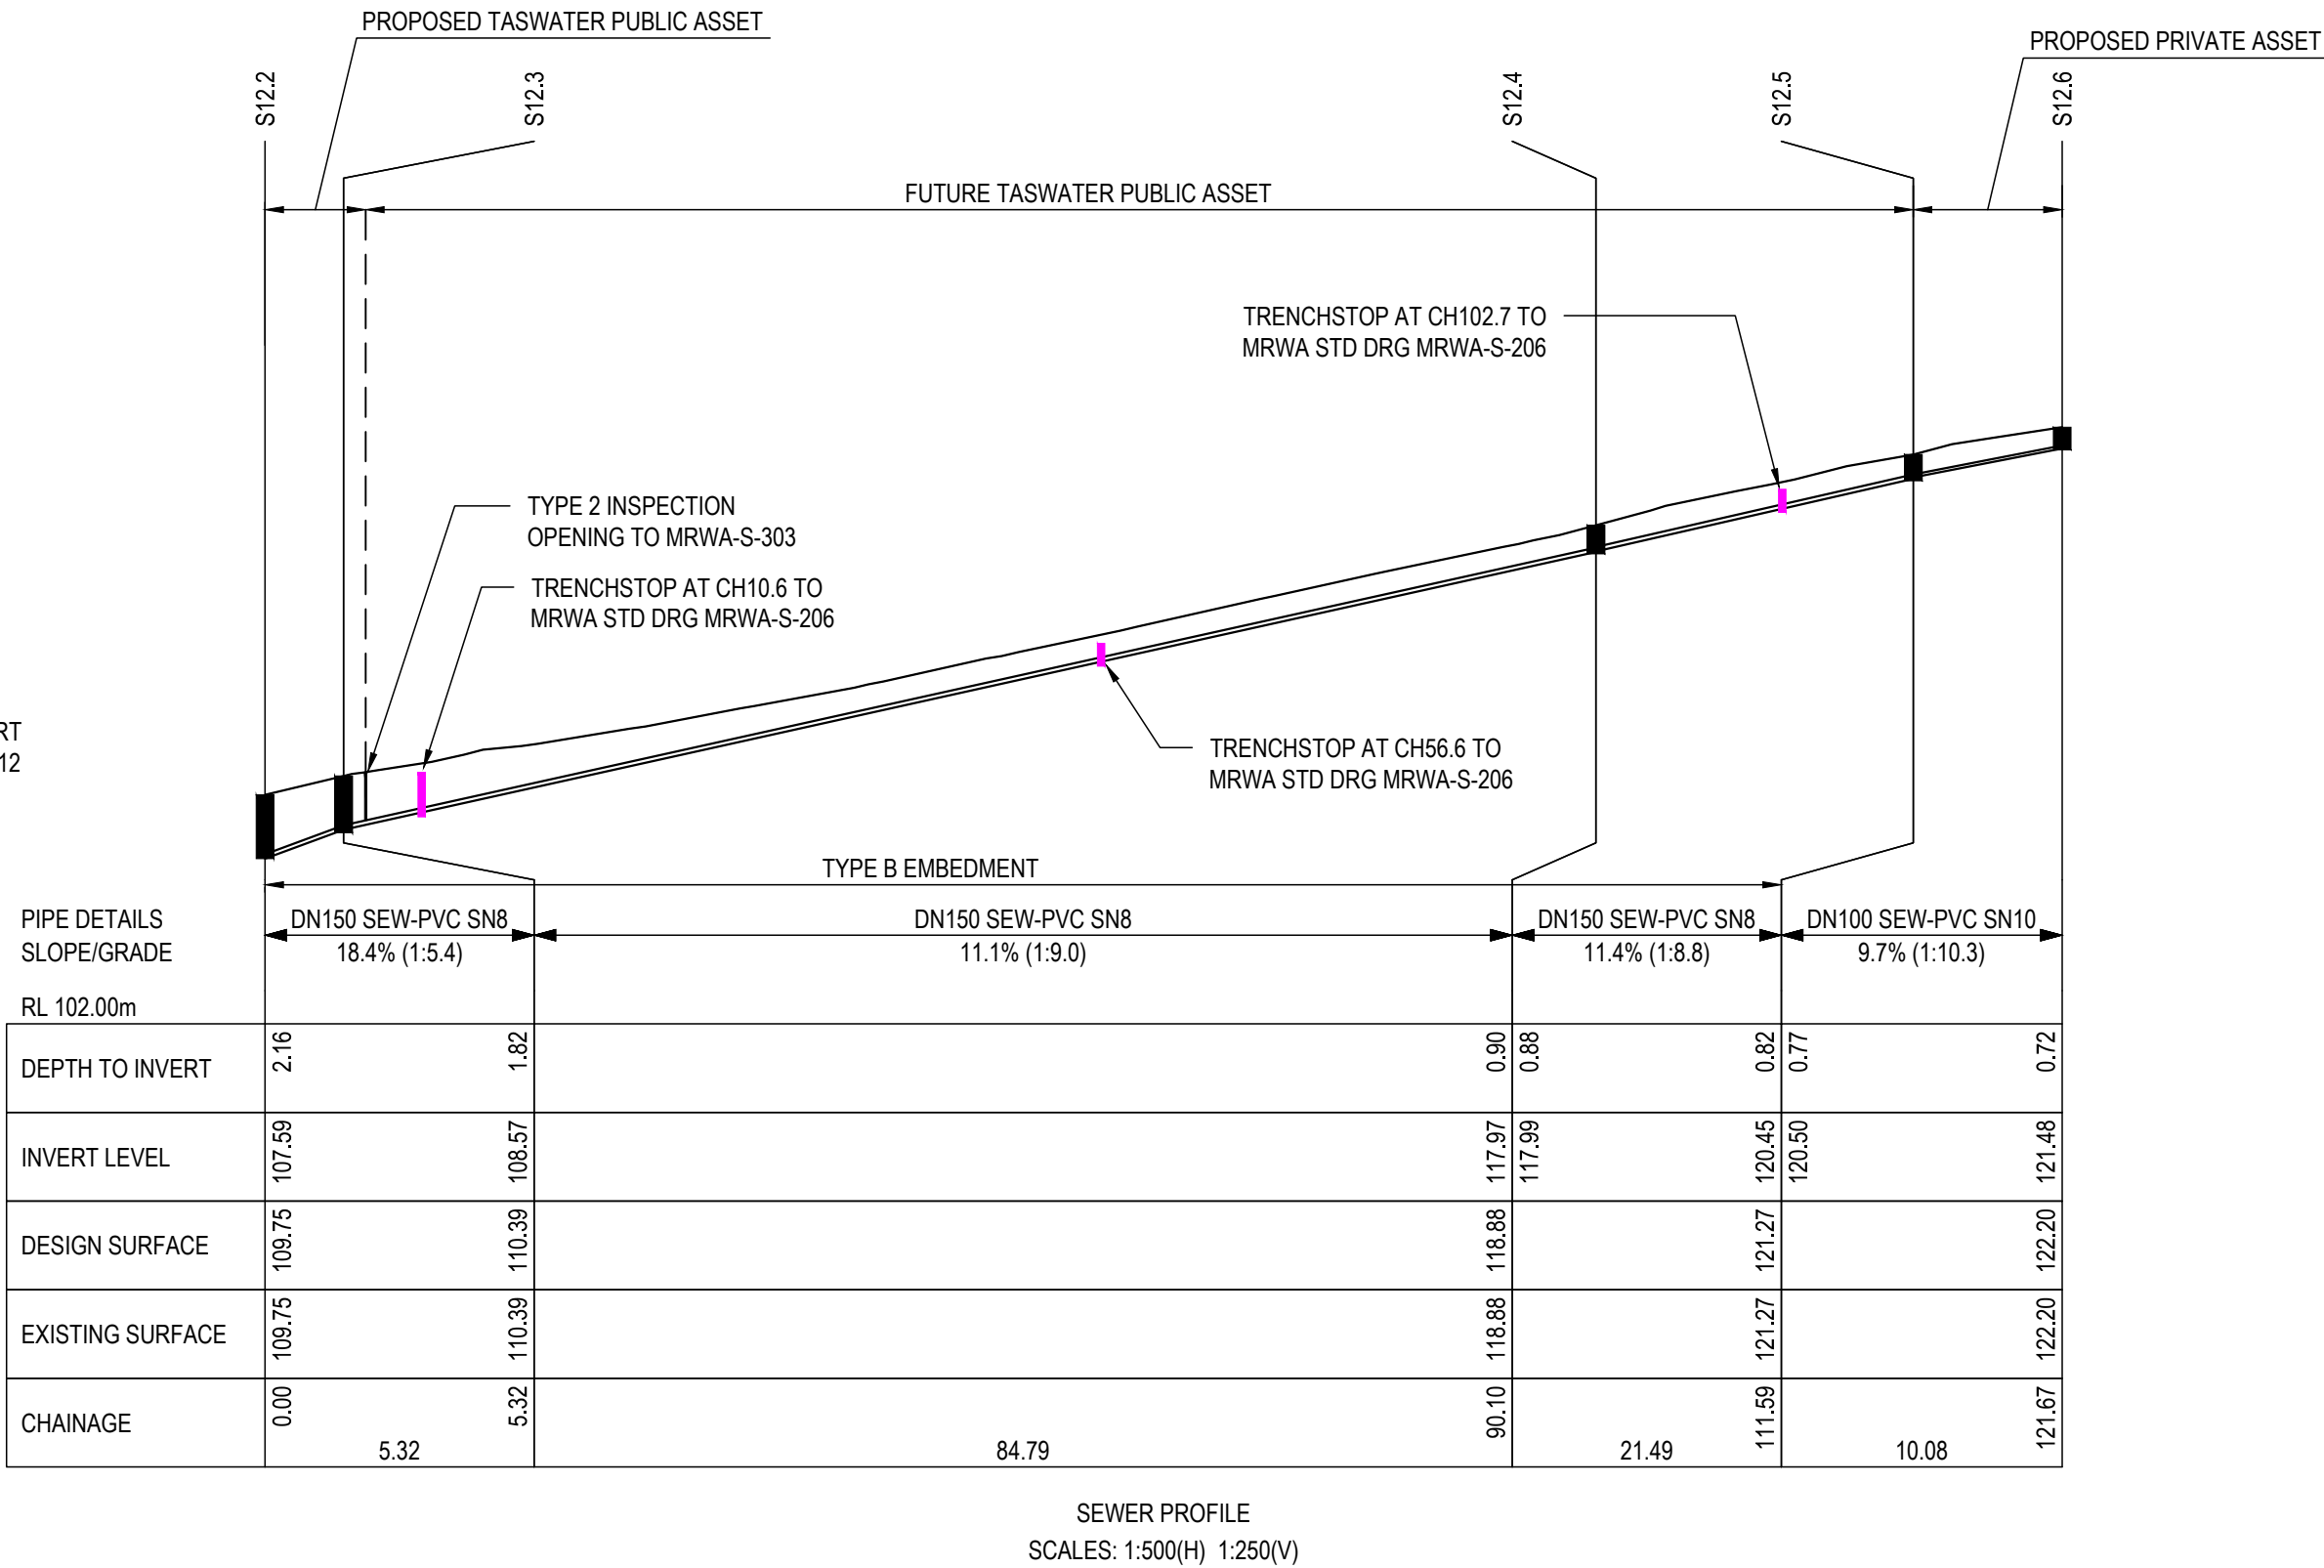 PROPOSED TASWATER PUBLIC ASSET
PROPOSED PRIVATE ASSET
S12.2
S12.3
S12.4
S12.5
S12.6
FUTURE TASWATER PUBLIC ASSET
TRENCHSTOP AT CH102.7 TO
MRWA STD DRG MRWA-S-206
TYPE 2 INSPECTION
OPENING TO MRWA-S-303
TRENCHSTOP AT CH10.6 TO
MRWA STD DRG MRWA-S-206
RT
12
TRENCHSTOP AT CH56.6 TO
MRWA STD DRG MRWA-S-206
TYPE B EMBEDMENT
PIPE DETAILS DN150 SEW-PVC SN8 DN150 SEW-PVC SN8 DN150 SEW-PVC SN8 DN100 SEW-PVC SN10
SLOPE/GRADE 18.4% (1:5.4) 11.1% (1:9.0) 11.4% (1:8.8) 9.7% (1:10.3)
RL 102.00m
DEPTH TO INVERT 2.16 1.82 0.90 0.88 0.82 0.77 0.72
INVERT LEVEL 107.59 108.57 117.97 117.99 120.45 120.50 121.48
DESIGN SURFACE 109.75 110.39 118.88 121.27 122.20
EXISTING SURFACE 109.75 110.39 118.88 121.27 122.20
CHAINAGE 0.00 5.32 90.10 111.59 121.67
5.32 84.79 21.49 10.08
SEWER PROFILE
SCALES: 1:500(H) 1:250(V)